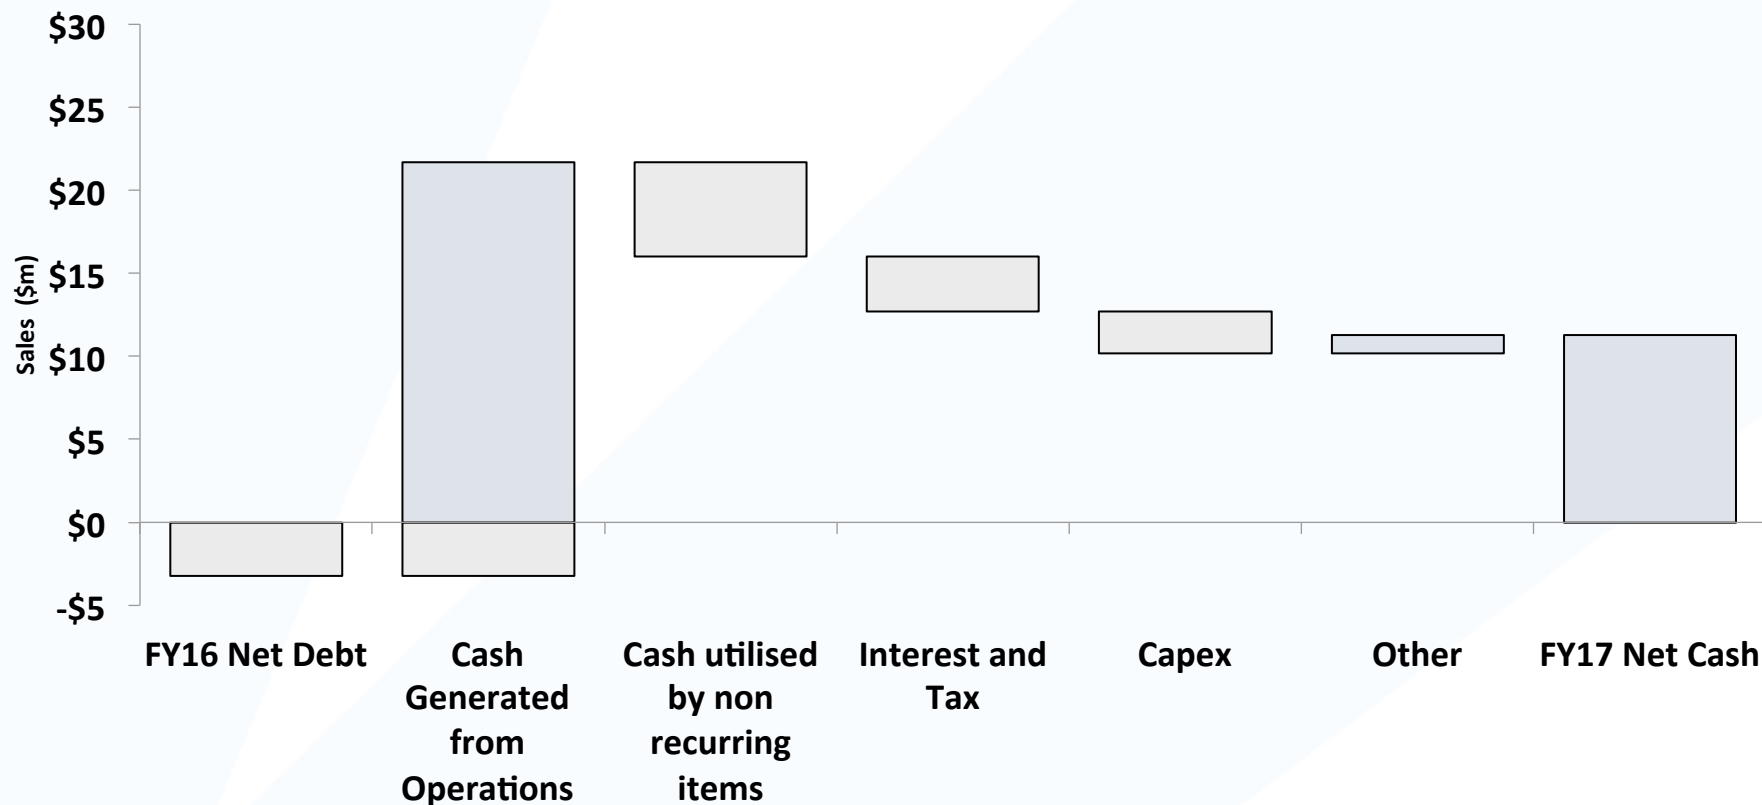 $30
$25
$20
$15
$10
$5
$0
-$5
Sales ($m)
FY16 Net Debt
Cash
Generated
from
Operations
Cash utilised
by non
recurring
items
Interest and
Tax
Capex
Other
FY17 Net Cash